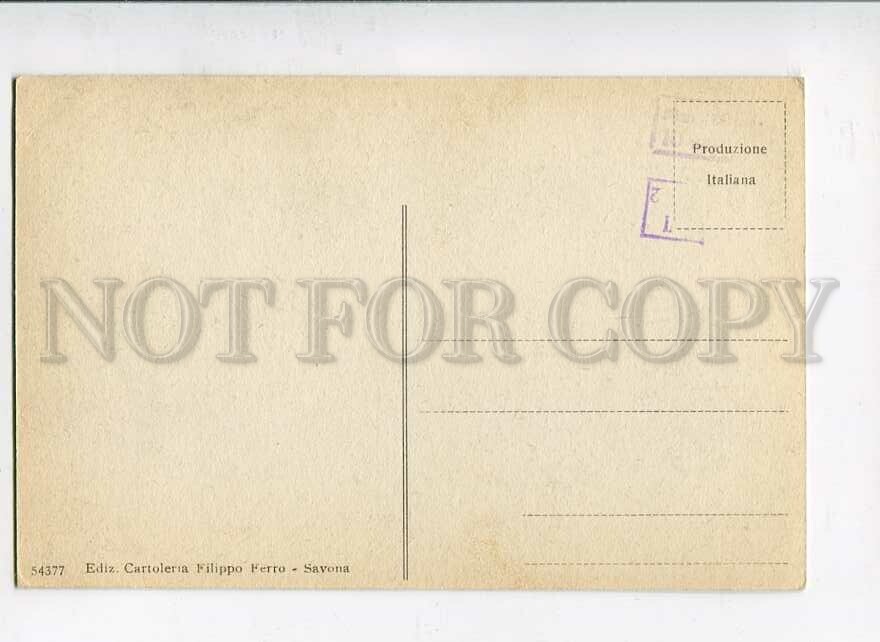 Produzione
Italiana
NOT FOR COPY
54377 Ediz. Cartoleria Filippo Ferro - Savona